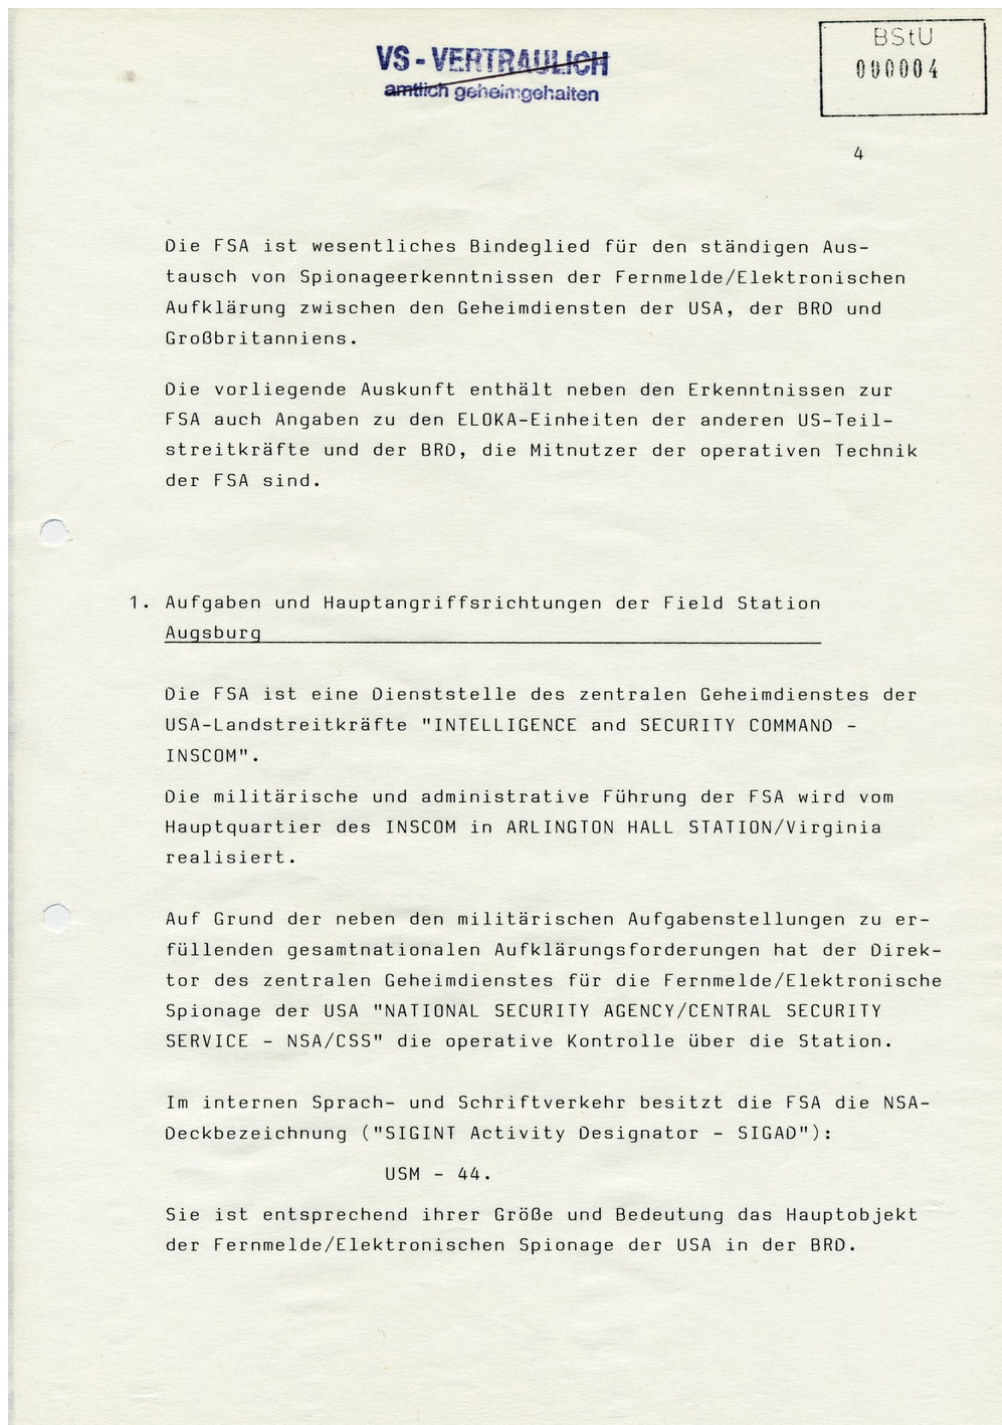 VS - VERTRAULICH
amtlich geheimgehalten
BStU
000004
4
Die FSA ist wesentliches Bindeglied für den ständigen Aus-
tausch von Spionageerkenntnissen der Fernmelde/Elektronischen
Aufklärung zwischen den Geheimdiensten der USA, der BRD und
Großbritanniens.
Die vorliegende Auskunft enthält neben den Erkenntnissen zur
FSA auch Angaben zu den ELOKA-Einheiten der anderen US-Teil-
streitkräfte und der BRD, die Mitnutzer der operativen Technik
der FSA sind.
1. Aufgaben und Hauptangriffsrichtungen der Field Station
Augsburg
Die FSA ist eine Dienststelle des zentralen Geheimdienstes der
USA-Landstreitkräfte "INTELLIGENCE and SECURITY COMMAND -
INSCOM".
Die militärische und administrative Führung der FSA wird vom
Hauptquartier des INSCOM in ARLINGTON HALL STATION/Virginia
realisiert.
Auf Grund der neben den militärischen Aufgabenstellungen zu er-
füllenden gesamtnationalen Aufklärungsforderungen hat der Direk-
tor des zentralen Geheimdienstes für die Fernmelde/Elektronische
Spionage der USA "NATIONAL SECURITY AGENCY/CENTRAL SECURITY
SERVICE - NSA/CSS" die operative Kontrolle über die Station.
Im internen Sprach- und Schriftverkehr besitzt die FSA die NSA-
Deckbezeichnung ("SIGINT Activity Designator - SIGAD"):
USM - 44.
Sie ist entsprechend ihrer Größe und Bedeutung das Hauptobjekt
der Fernmelde/Elektronischen Spionage der USA in der BRD.